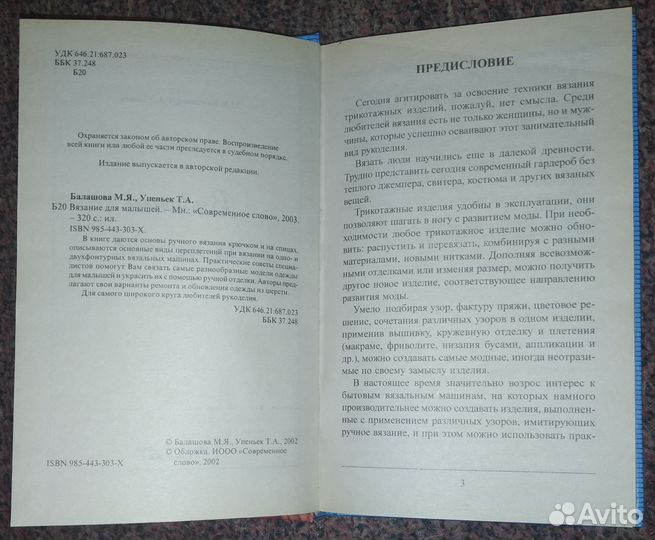 УДК 646.21:687.023
ББК 37.248
Б20
Охраняется законом об авторском праве. Воспроизведение
всей книги или любой ее части преследуется в судебном порядке.
Издание выпускается в авторской редакции.
Балашова М.Я., Упеньек Т.А.
Б20 Вязание для малышей. – Мн.: «Современное слово», 2003.
– 320 с.: ил.
ISBN 985-443-303-X.
В книге даются основы ручного вязания крючком и на спицах,
описываются основные виды переплетений при вязании на одно- и
двухфонтурных вязальных машинах. Практические советы специа-
листов помогут Вам связать самые разнообразные модели одежды
для малышей и украсить их с помощью ручной отделки. Авторы пред-
лагают свои варианты ремонта и обновления одежды из шерсти.
Для самого широкого круга любителей рукоделия.
УДК 646.21:687.023
ББК 37.248
© Балашова М.Я., Упеньек Т.А., 2002
© Обложка. ИООО «Современное
слово». 2002
ISBN 985-443-303-X
ПРЕДИСЛОВИЕ
Сегодня агитировать за освоение техники вязания
трикотажных изделий, пожалуй, нет смысла. Среди
любителей вязания есть не только женщины, но и муж-
чины, которые успешно осваивают этот занимательный
вид рукоделия.
Вязать люди научились еще в далекой древности.
Трудно представить сегодня современный гардероб без
теплого джемпера, свитера, костюма и других вязаных
вещей.
Трикотажные изделия удобны в эксплуатации, они
позволяют шагать в ногу с развитием моды. При необ-
ходимости любое трикотажное изделие можно обно-
вить: распустить и перевязать, комбинируя с разными
материалами, новыми нитками. Дополняя всевозможны-
ми отделками или изменяя размер, можно получить
другое новое изделие, соответствующее направлению
развития моды.
Умело подбирая узор, фактуру пряжи, цветовое ре-
шение, сочетания различных узоров в одном изделии,
применив вышивку, кружевную отделку и плетения
(макраме, фриволите, низания бусами, аппликации и
др.), можно создавать самые модные, иногда неотрази-
мые по своему замыслу изделия.
В настоящее время значительно возрос интерес к
бытовым вязальным машинам, на которых намного
производительнее можно создавать изделия, выполнен-
ные с применением различных узоров, имитирующих
ручное вязание, и при этом можно использовать прак-
3
Avito